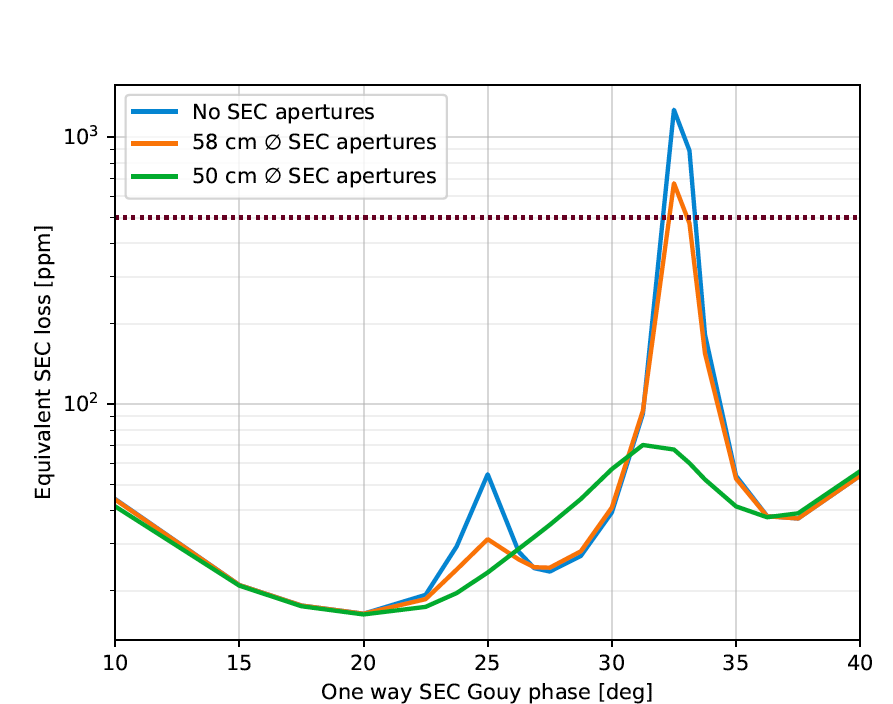 No SEC apertures
58 cm ∅ SEC apertures
50 cm ∅ SEC apertures
10³
10²
Equivalent SEC loss [ppm]
10 15 20 25 30 35 40
One way SEC Gouy phase [deg]